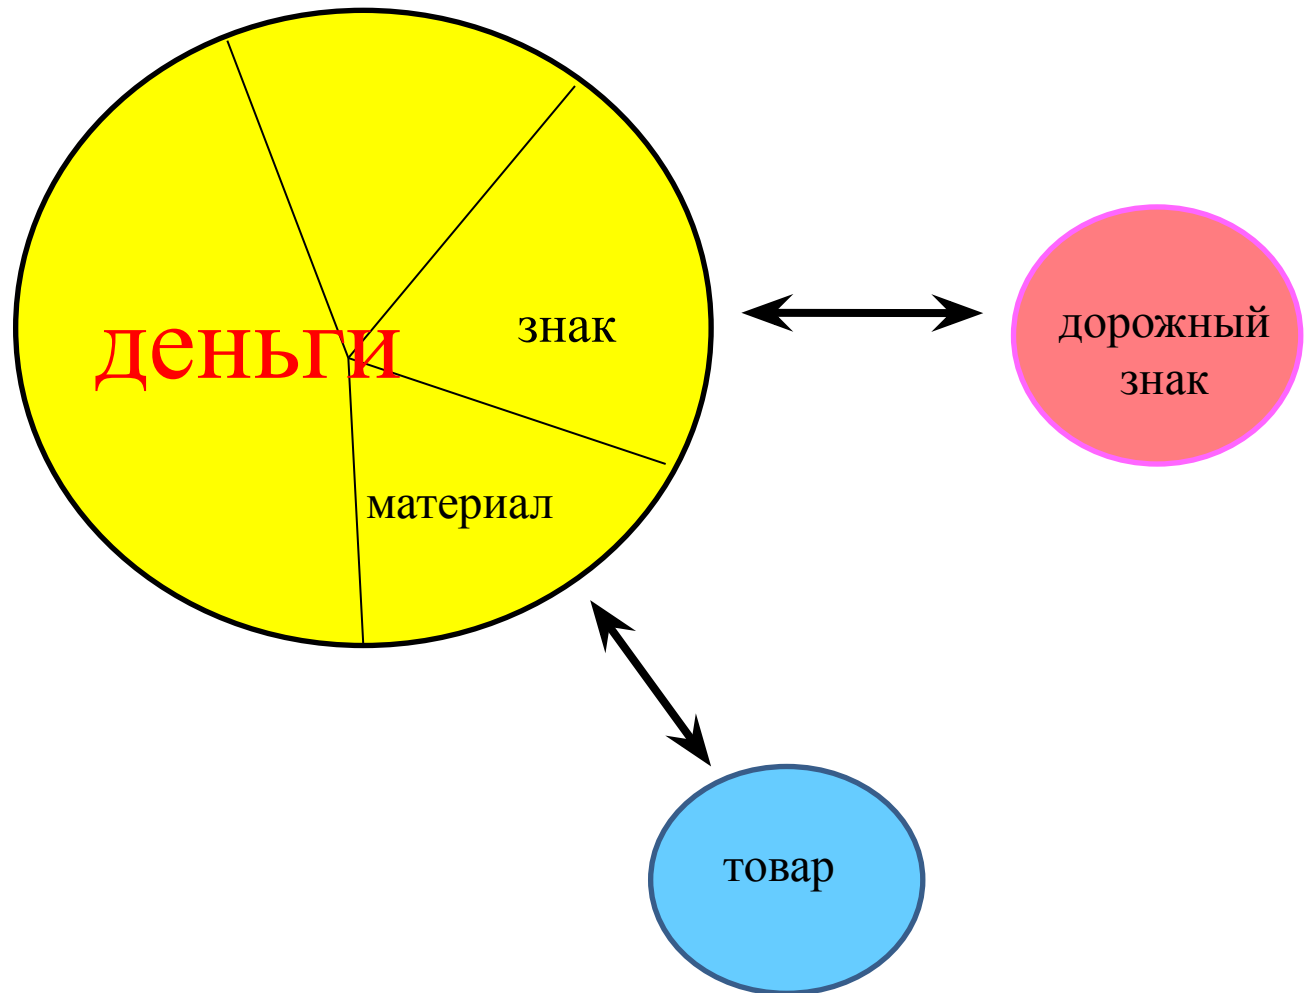 деньги
знак
материал
дорожный
знак
товар